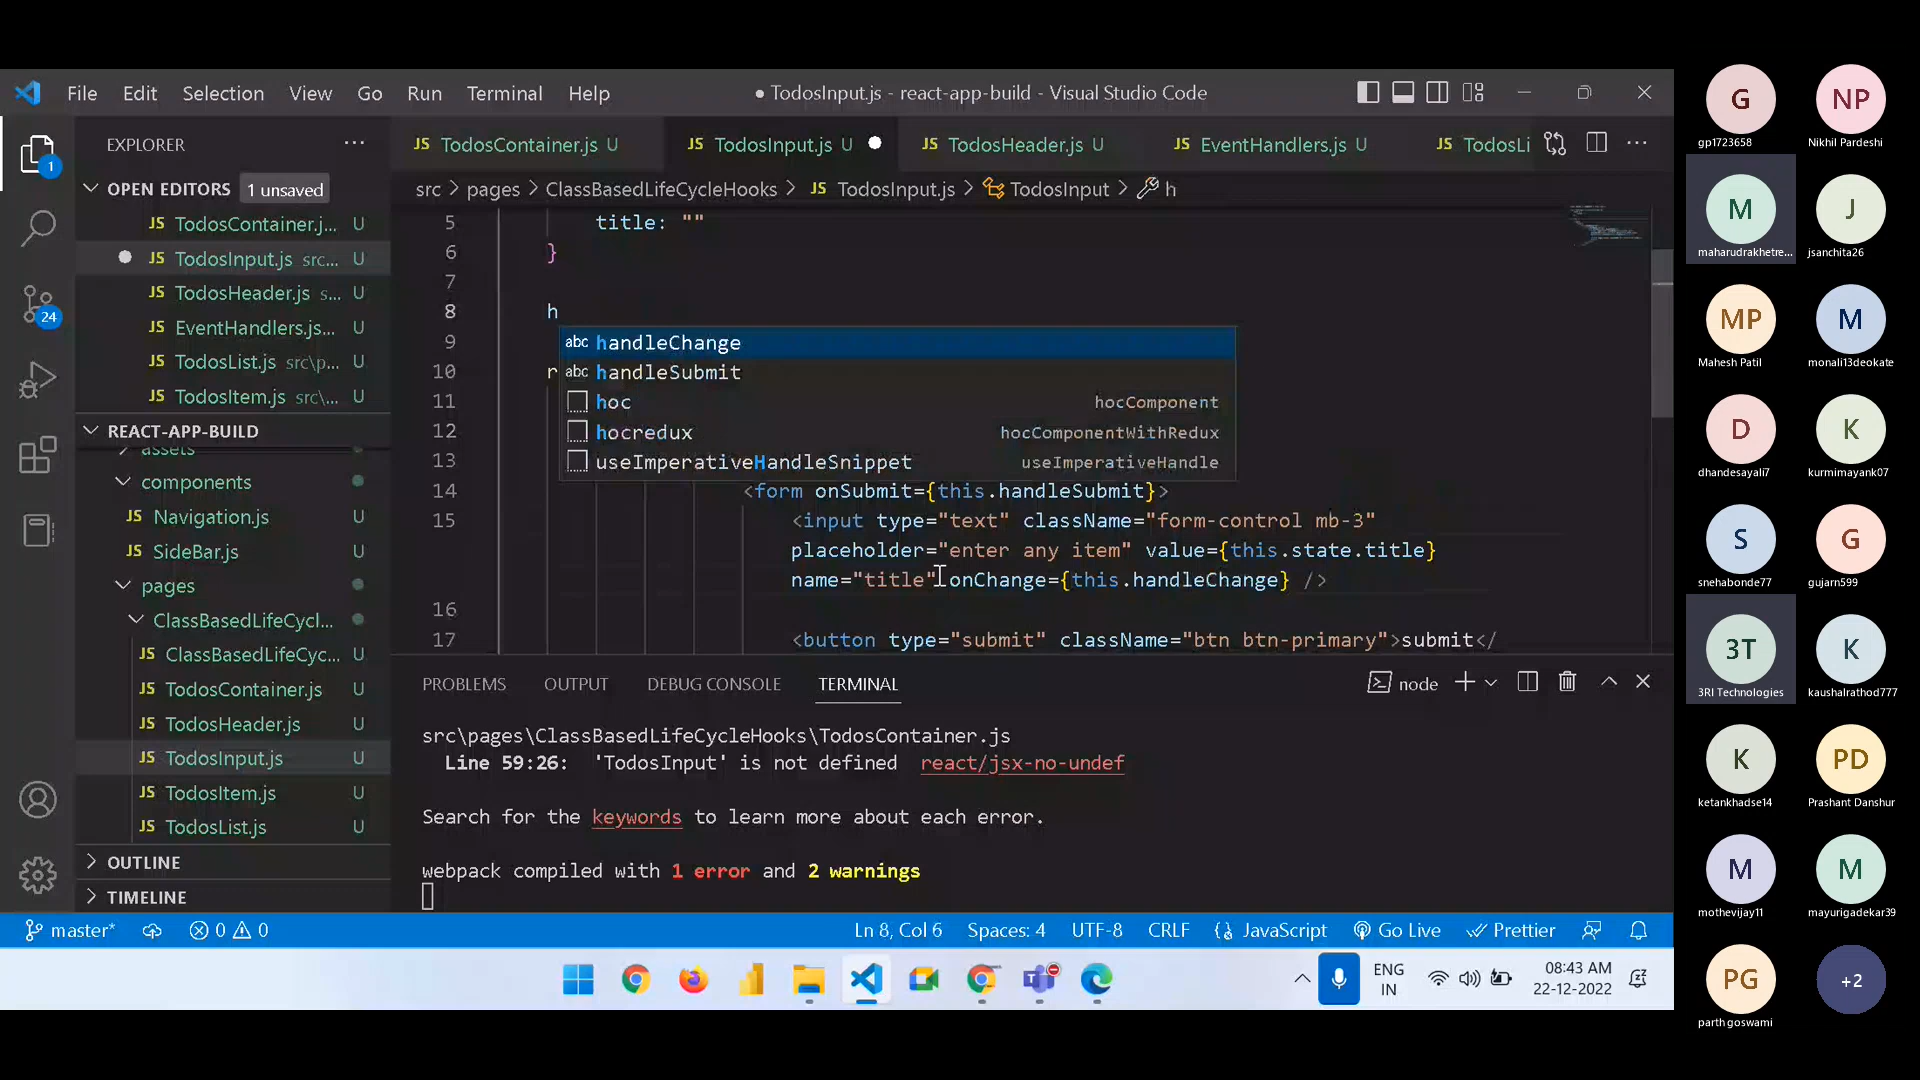 File Edit Selection View Go Run Terminal Help
● TodosInput.js - react-app-build - Visual Studio Code
EXPLORER
JS TodosContainer.js U
JS TodosInput.js U
JS TodosHeader.js U
JS EventHandlers.js U
JS TodosLi
OPEN EDITORS 1 unsaved
JS TodosContainer.j... U
JS TodosInput.js src... U
JS TodosHeader.js s... U
JS EventHandlers.js... U
JS TodosList.js src\p... U
JS TodosItem.js src\... U
REACT-APP-BUILD
assets
components
JS Navigation.js U
JS SideBar.js U
pages
ClassBasedLifeCycl...
JS ClassBasedLifeCyc... U
JS TodosContainer.js U
JS TodosHeader.js U
JS TodosInput.js U
JS TodosItem.js U
JS TodosList.js U
OUTLINE
TIMELINE
1
24
src > pages > ClassBasedLifeCycleHooks > JS TodosInput.js > TodosInput > h
5 title: ""
6 }
7
8 h
9
10 r
11
12
13
abc handleChange
abc handleSubmit
hoc hocComponent
hocredux hocComponentWithRedux
useImperativeHandleSnippet useImperativeHandle
14 <form onSubmit={this.handleSubmit}>
15 <input type="text" className="form-control mb-3"
placeholder="enter any item" value={this.state.title}
name="title" onChange={this.handleChange} />
16
17 <button type="submit" className="btn btn-primary">submit</
PROBLEMS OUTPUT DEBUG CONSOLE TERMINAL
node
src\pages\ClassBasedLifeCycleHooks\TodosContainer.js
Line 59:26: 'TodosInput' is not defined react/jsx-no-undef
Search for the keywords to learn more about each error.
webpack compiled with 1 error and 2 warnings
master* 0 0
Ln 8, Col 6 Spaces: 4 UTF-8 CRLF JavaScript Go Live Prettier
ENG
IN
08:43 AM
22-12-2022
G
gp1723658
NP
Nikhil Pardeshi
M
maharudrakhetre...
J
jsanchita26
MP
Mahesh Patil
M
monali13deokate
D
dhandesayali7
K
kurmimayank07
S
snehabonde77
G
gujarn599
3T
3RI Technologies
K
kaushalrathod777
K
ketankhadse14
PD
Prashant Danshur
M
mothevijay11
M
mayurigadekar39
PG
parth goswami
+2